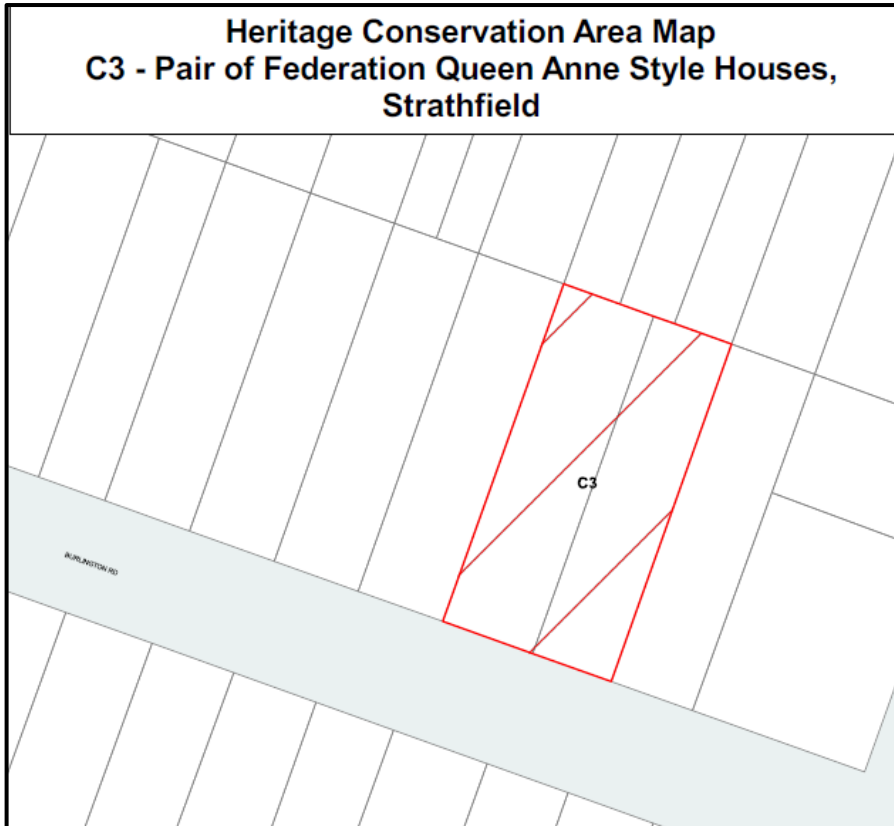 Heritage Conservation Area Map
C3 - Pair of Federation Queen Anne Style Houses,
Strathfield
C3
BURLINGTON RD